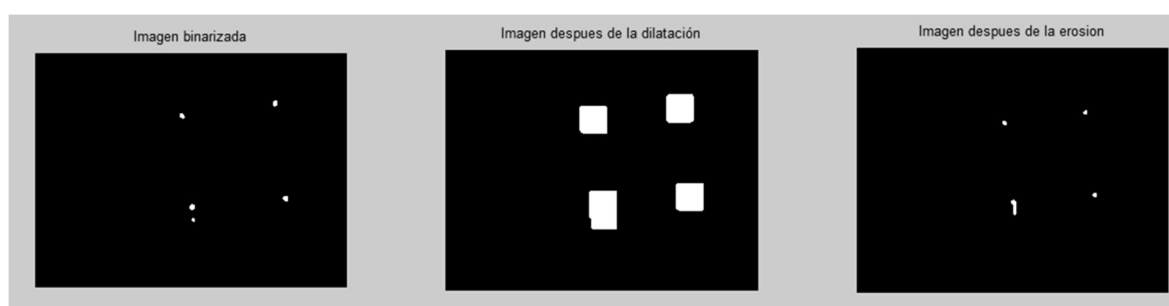 Imagen binarizada
Imagen despues de la dilatación
Imagen despues de la erosion